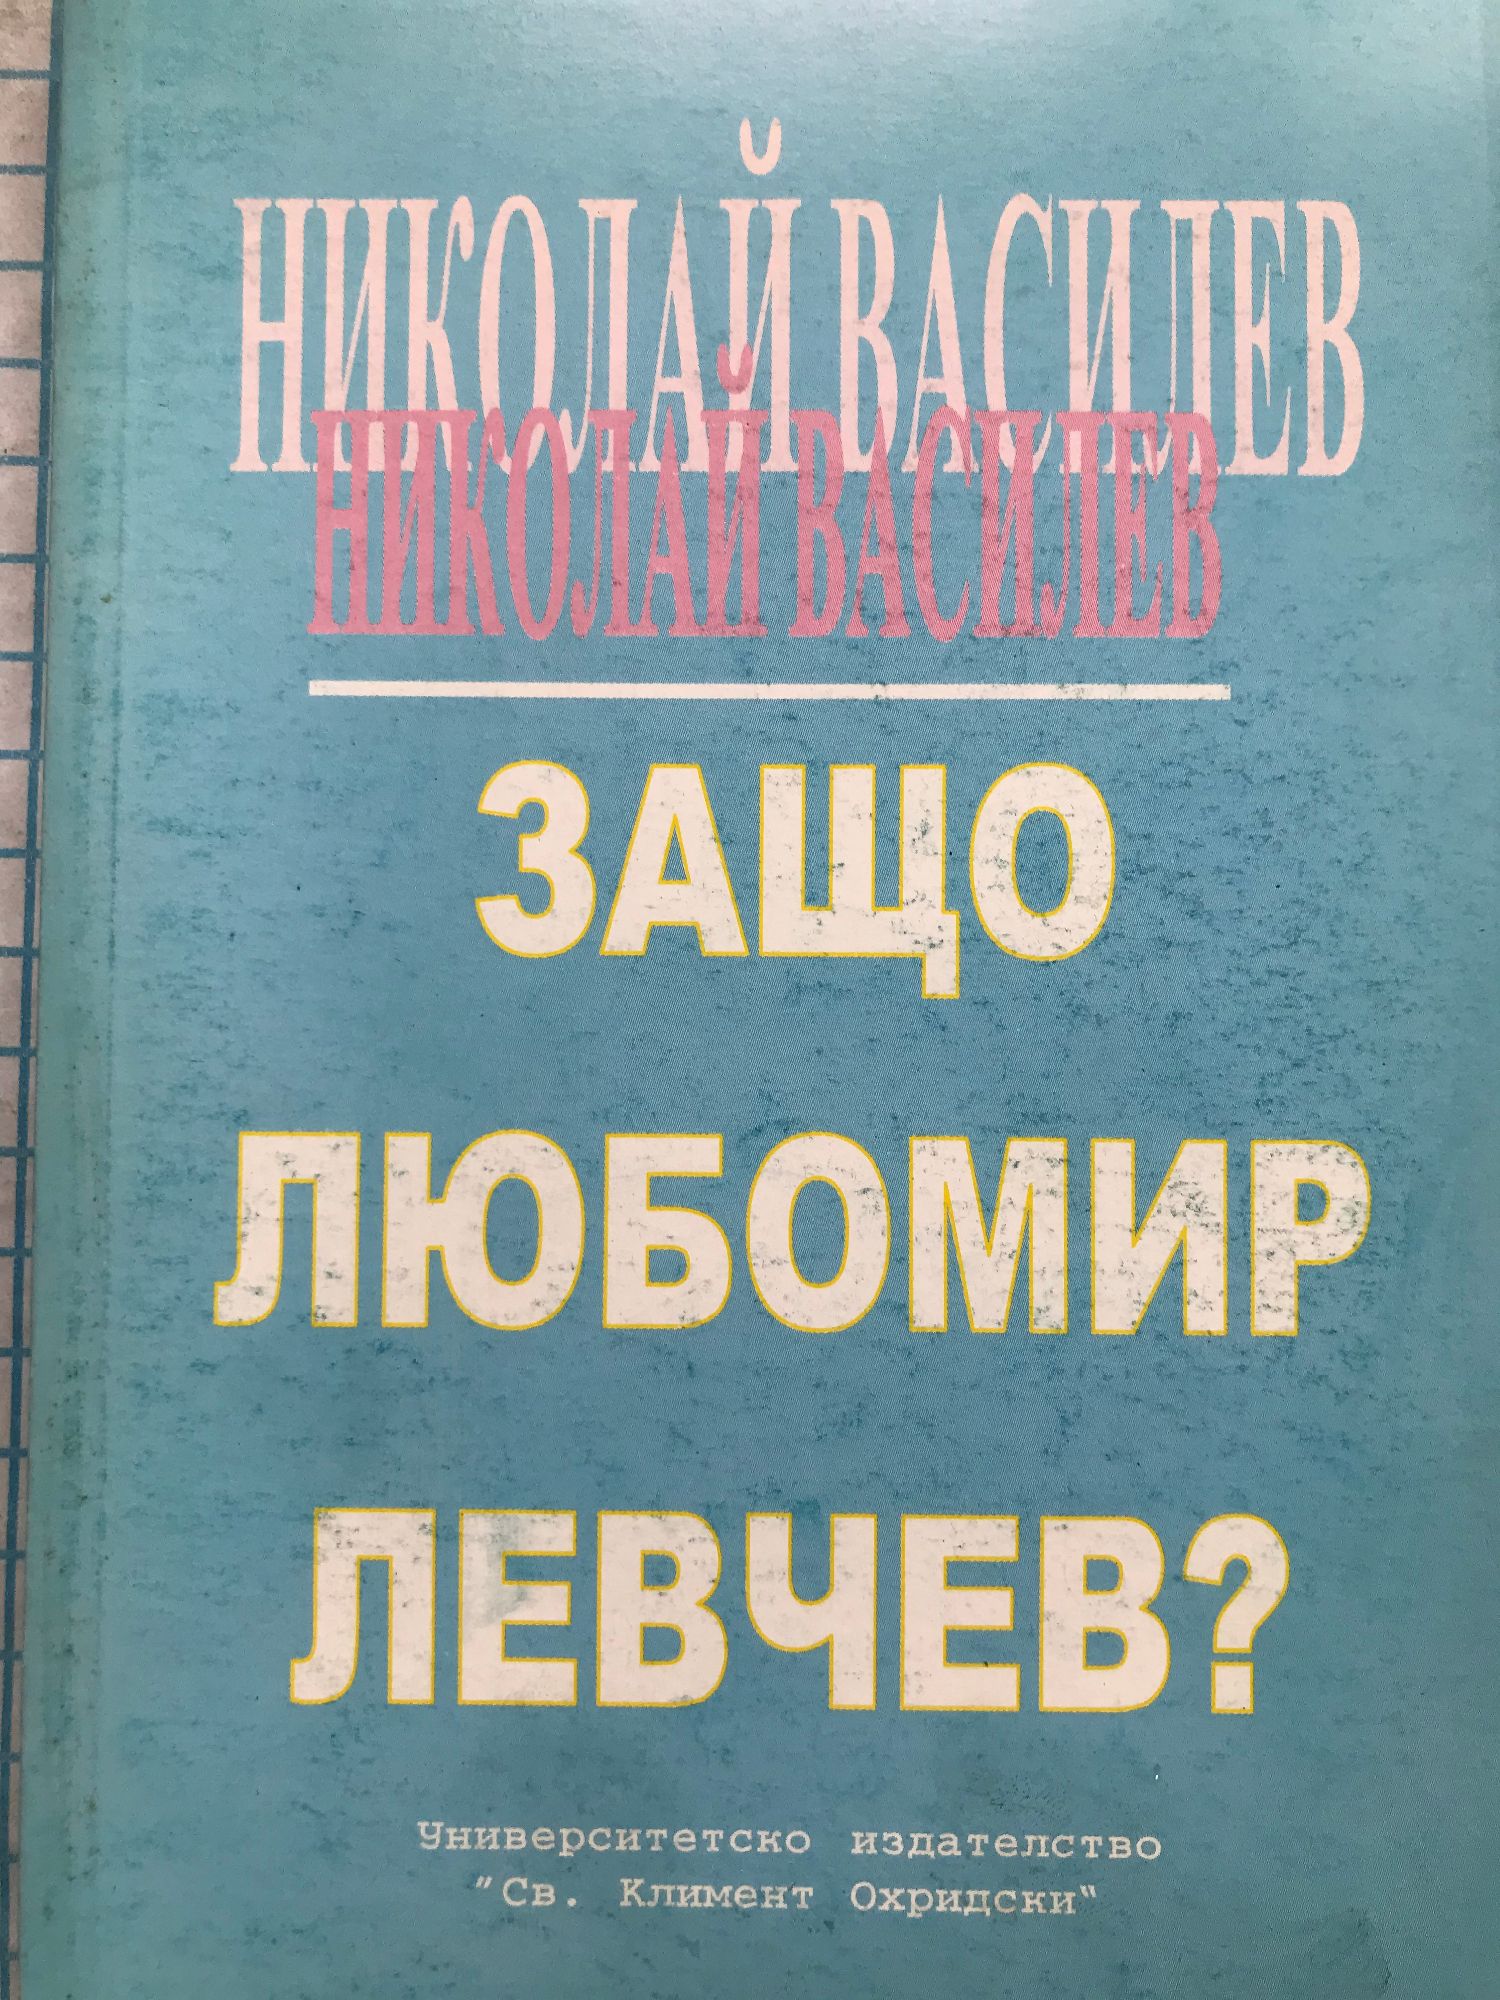 НИКОЛАЙ ВАСИЛЕВ
НИКОЛАЙ ВАСИЛЕВ
ЗАЩО
ЛЮБОМИР
ЛЕВЧЕВ?
Университетско издателство
"Св. Климент Охридски"